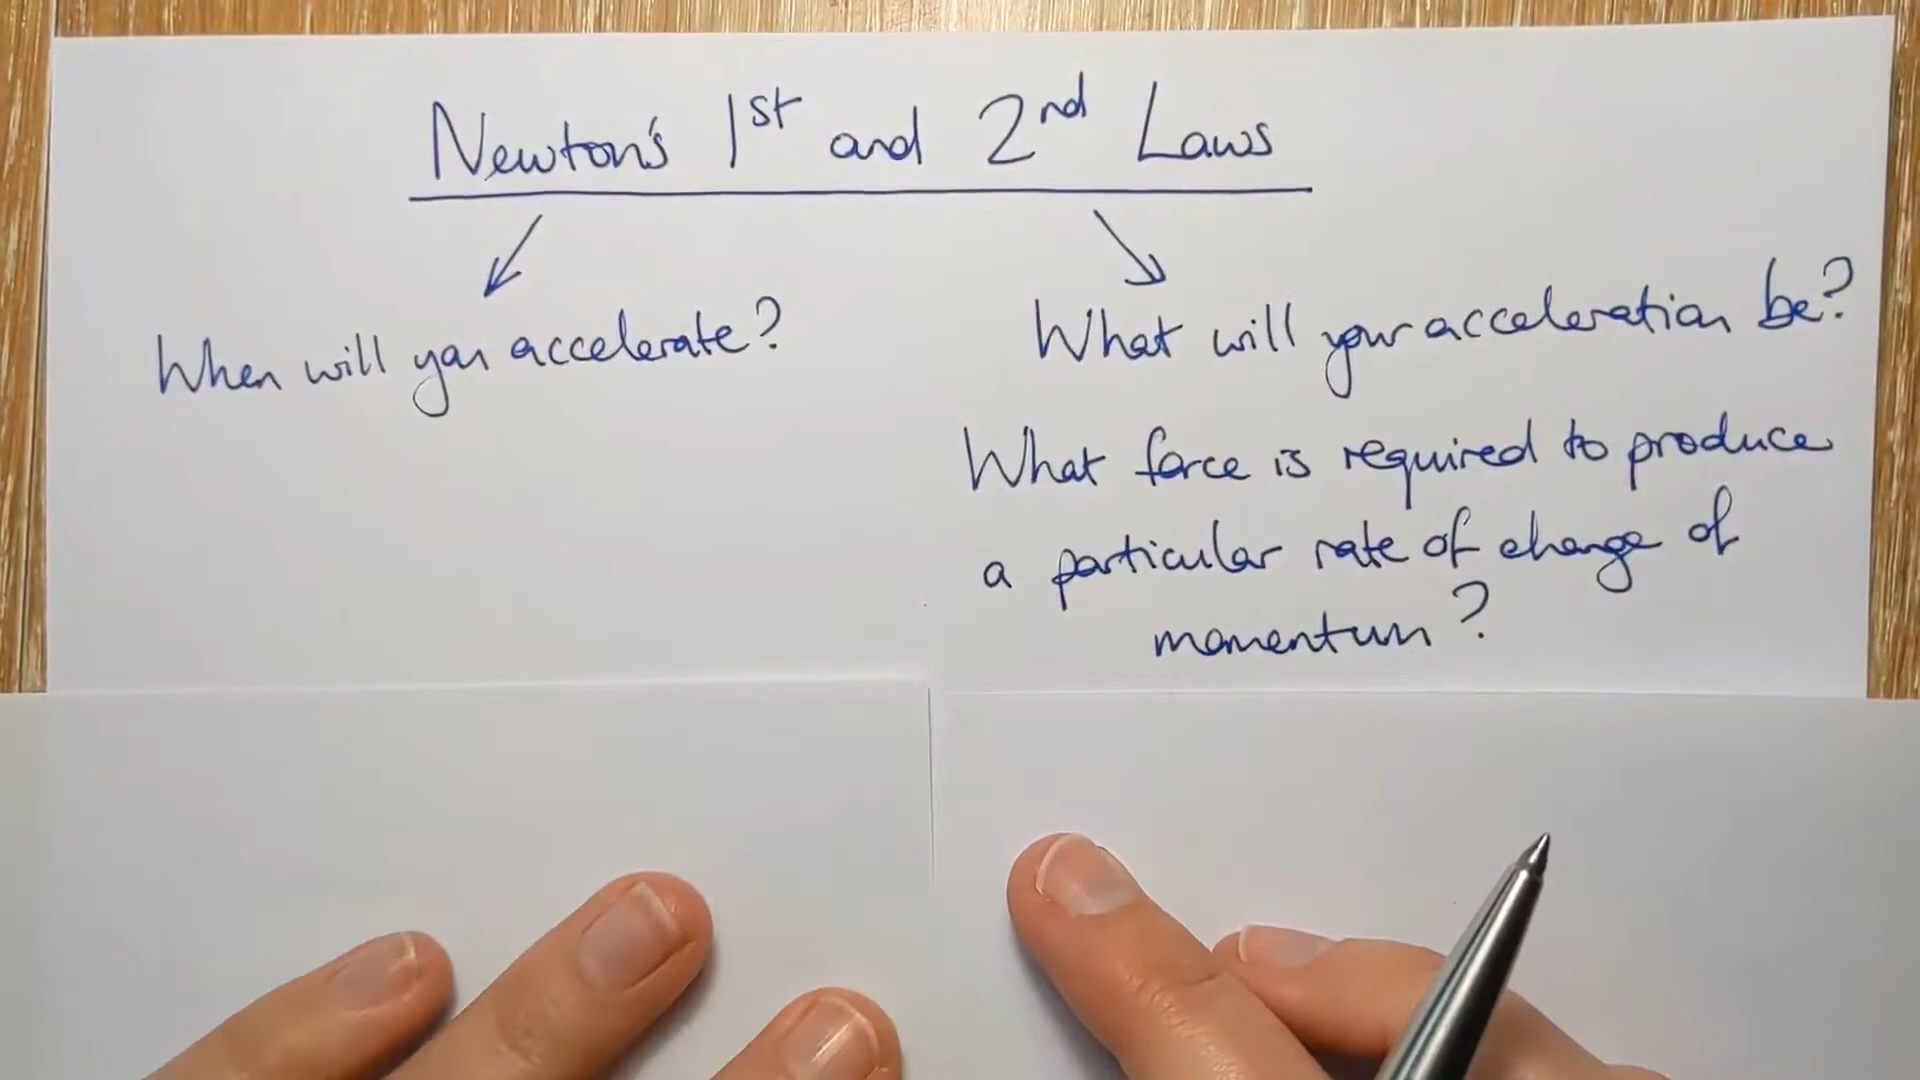 Newton's 1st and 2nd Laws
When will you accelerate?
What will your acceleration be?
What force is required to produce
a particular rate of change of
momentum?